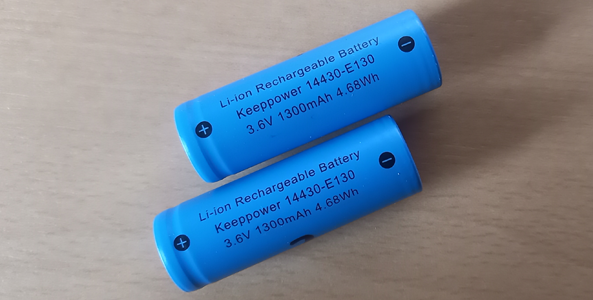 Li-ion Rechargeable Battery
Keeppower 14430-E130
3.6V 1300mAh 4.68Wh
+
−
Li-ion Rechargeable Battery
Keeppower 14430-E130
3.6V 1300mAh 4.68Wh
+
−